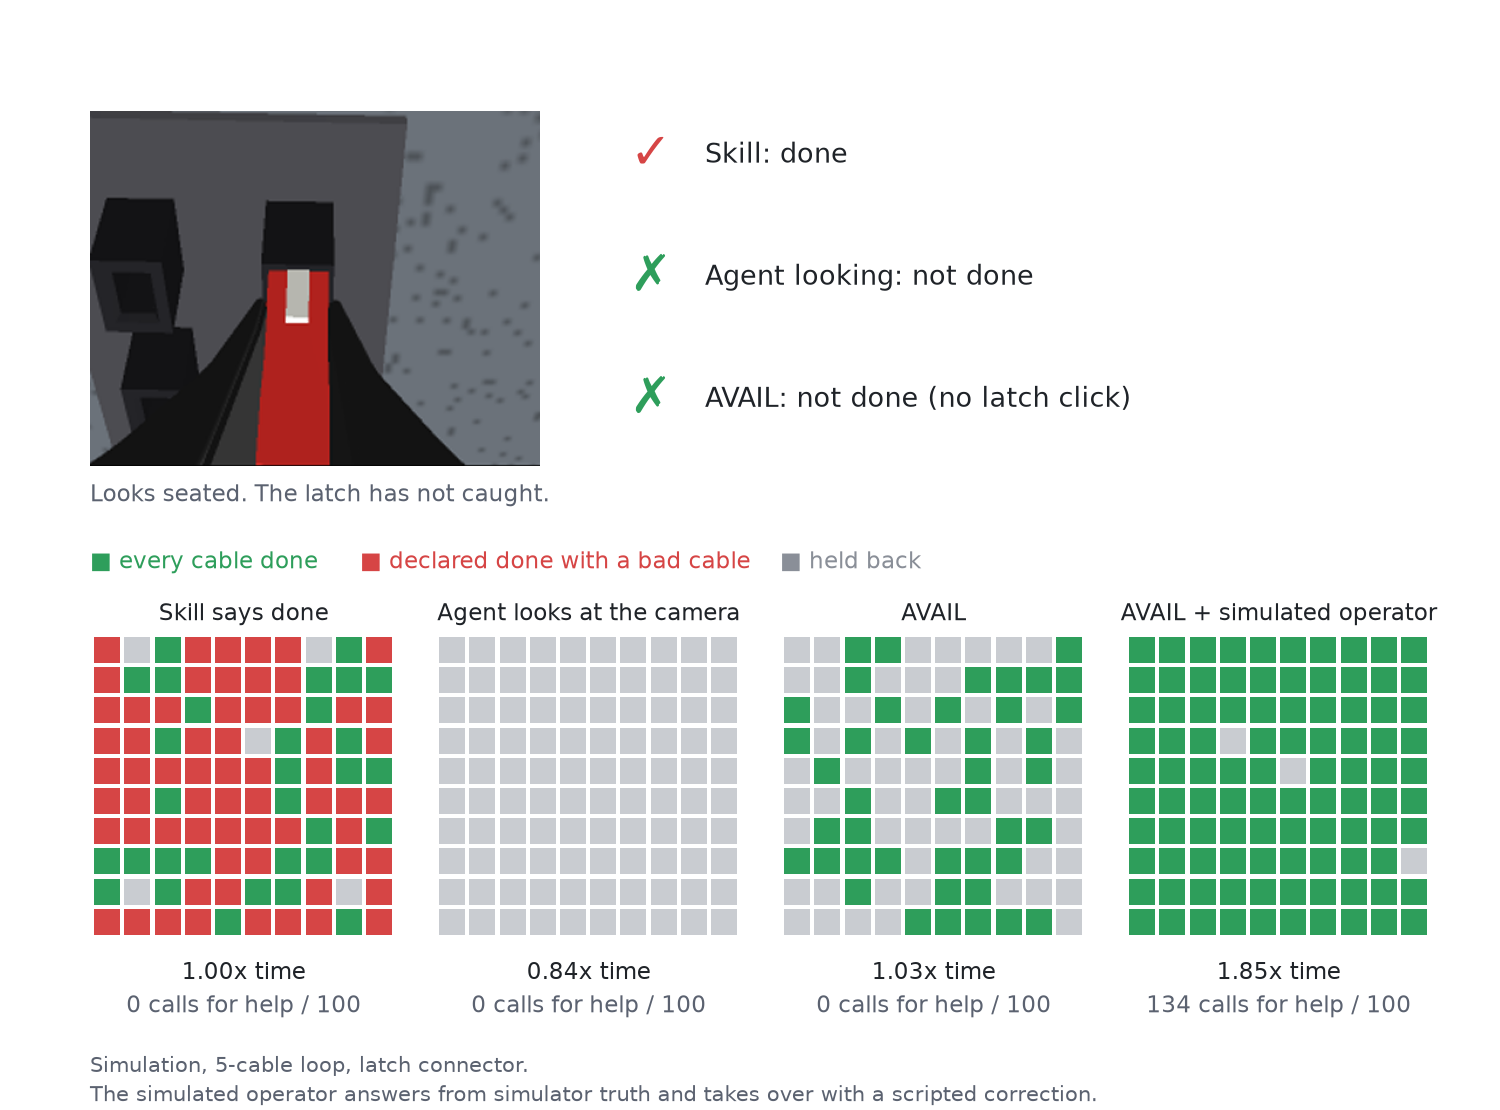 ✓ Skill: done
✗ Agent looking: not done
✗ AVAIL: not done (no latch click)
Looks seated. The latch has not caught.
every cable done declared done with a bad cable held back
Skill says done Agent looks at the camera AVAIL AVAIL + simulated operator
1.00x time 0.84x time 1.03x time 1.85x time
0 calls for help / 100 0 calls for help / 100 0 calls for help / 100 134 calls for help / 100
Simulation, 5-cable loop, latch connector.
The simulated operator answers from simulator truth and takes over with a scripted correction.